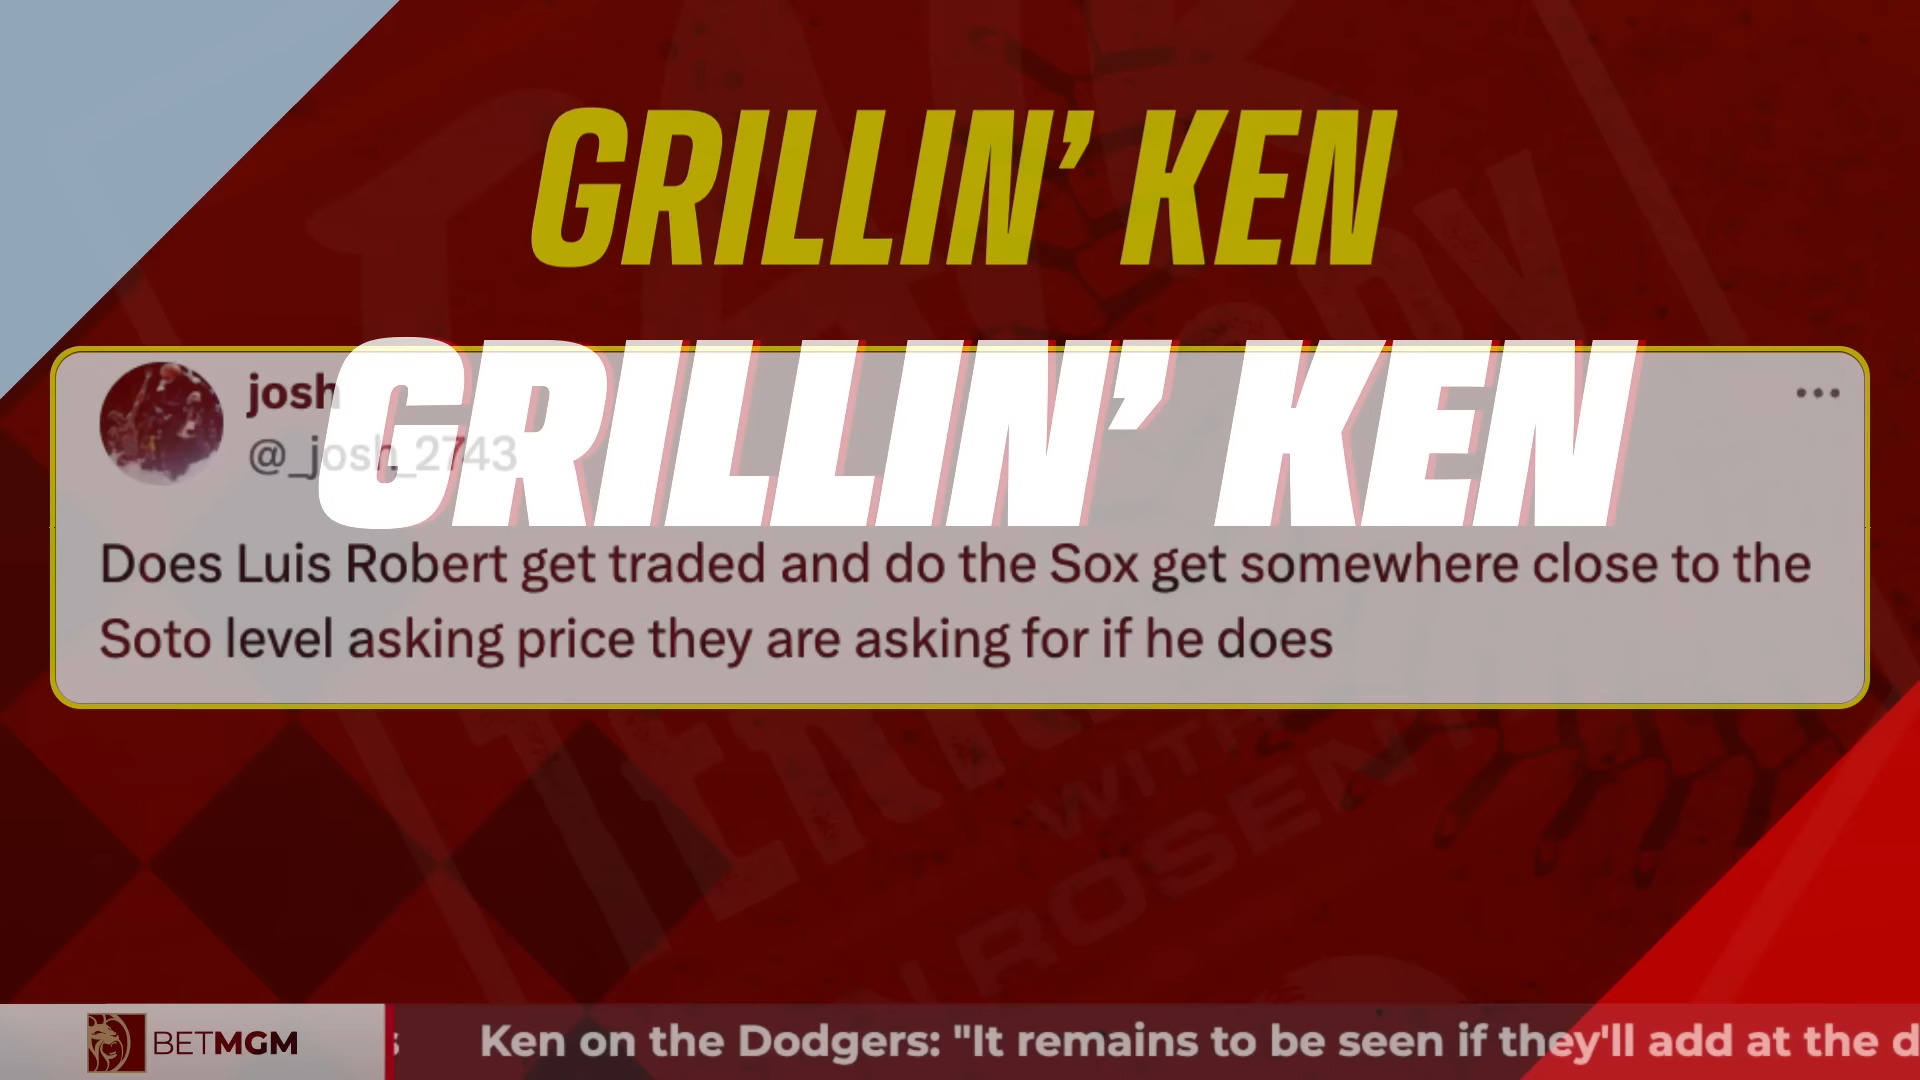 GRILLIN’ KEN
GRILLIN’ KEN
josh
@_josh_2743
Does Luis Robert get traded and do the Sox get somewhere close to the
Soto level asking price they are asking for if he does
WITH
BETMGM
s Ken on the Dodgers: "It remains to be seen if they'll add at the d